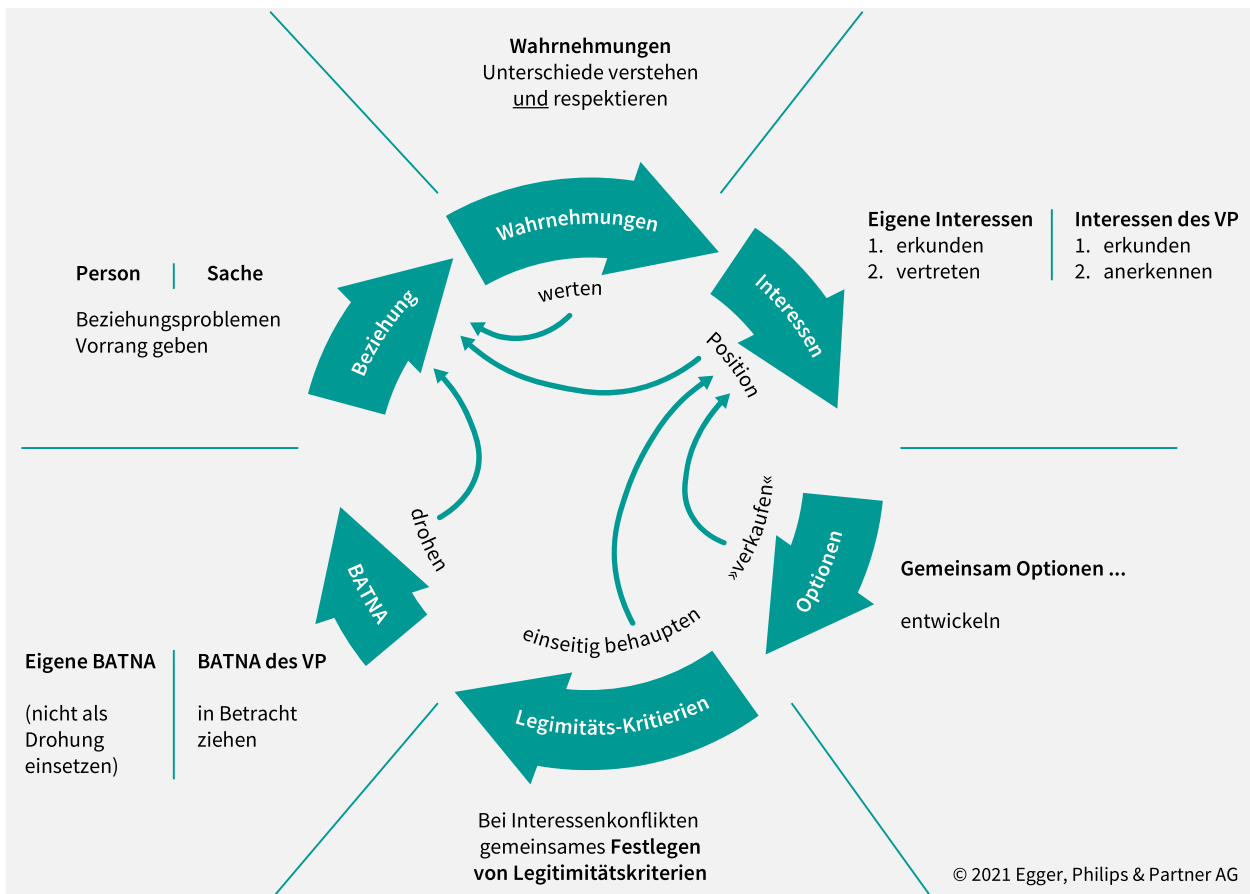 Wahrnehmungen
Unterschiede verstehen
und respektieren
Wahrnehmungen
werten
Eigene Interessen
1. erkunden
2. vertreten
Interessen des VP
1. erkunden
2. anerkennen
Interessen
Position
Person
Sache
Beziehungsproblemen
Vorrang geben
Beziehung
Optionen
»verkaufen«
Gemeinsam Optionen ...
entwickeln
drohen
BATNA
einseitig behaupten
Legimitäts-Kritierien
Eigene BATNA
(nicht als
Drohung
einsetzen)
BATNA des VP
in Betracht
ziehen
Bei Interessenkonflikten
gemeinsames Festlegen
von Legitimitätskriterien
© 2021 Egger, Philips & Partner AG